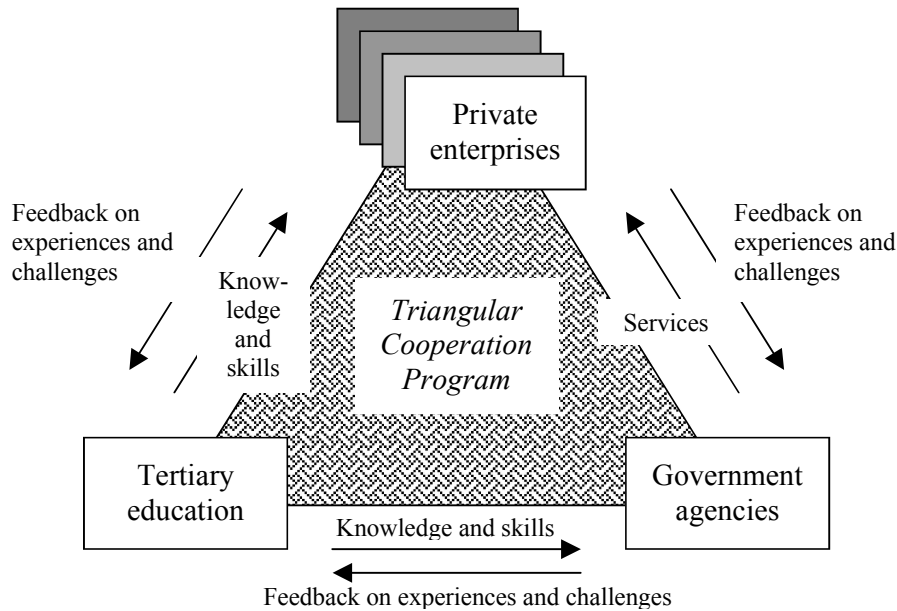 Private
enterprises
Feedback on
experiences and
challenges
Know-
ledge
and
skills
Triangular
Cooperation
Program
Services
Feedback on
experiences and
challenges
Tertiary
education
Government
agencies
Knowledge and skills
Feedback on experiences and challenges